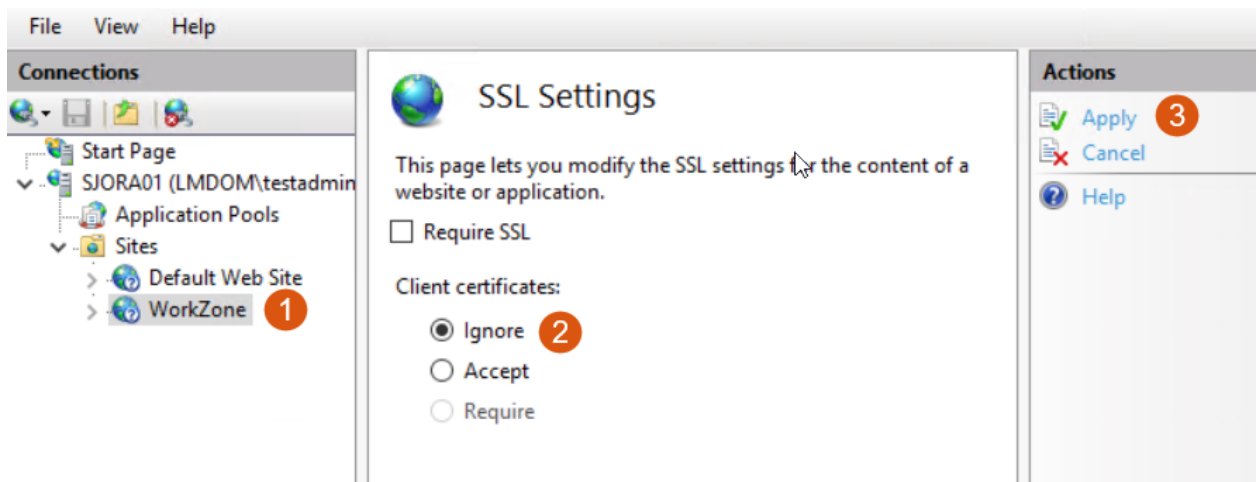 File View Help
Connections
Start Page
SJORA01 (LMDOM\testadmin
Application Pools
Sites
Default Web Site
WorkZone 1
SSL Settings
This page lets you modify the SSL settings for the content of a
website or application.
Require SSL
Client certificates:
Ignore 2
Accept
Require
Actions
Apply 3
Cancel
Help